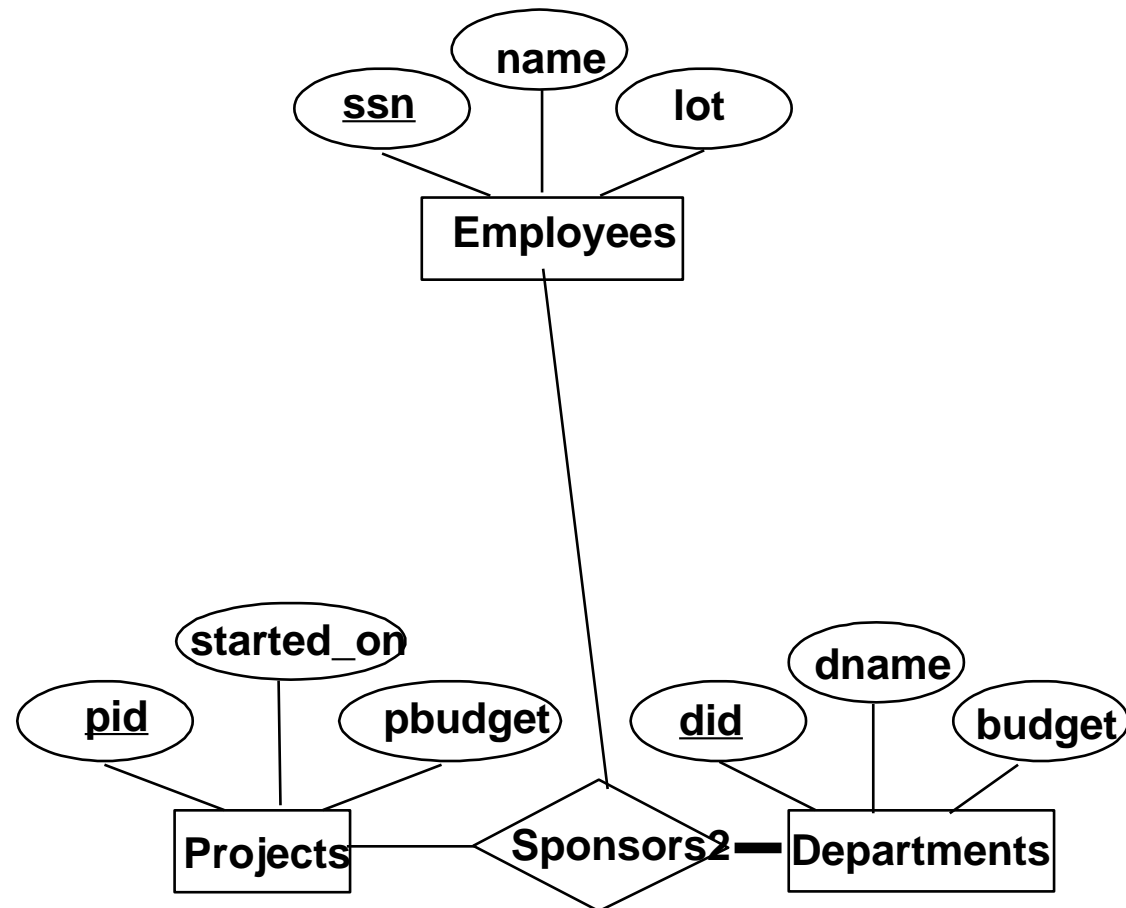 name
ssn
lot
Employees
started_on
dname
pid
pbudget
did
budget
Projects
Sponsors2
Departments